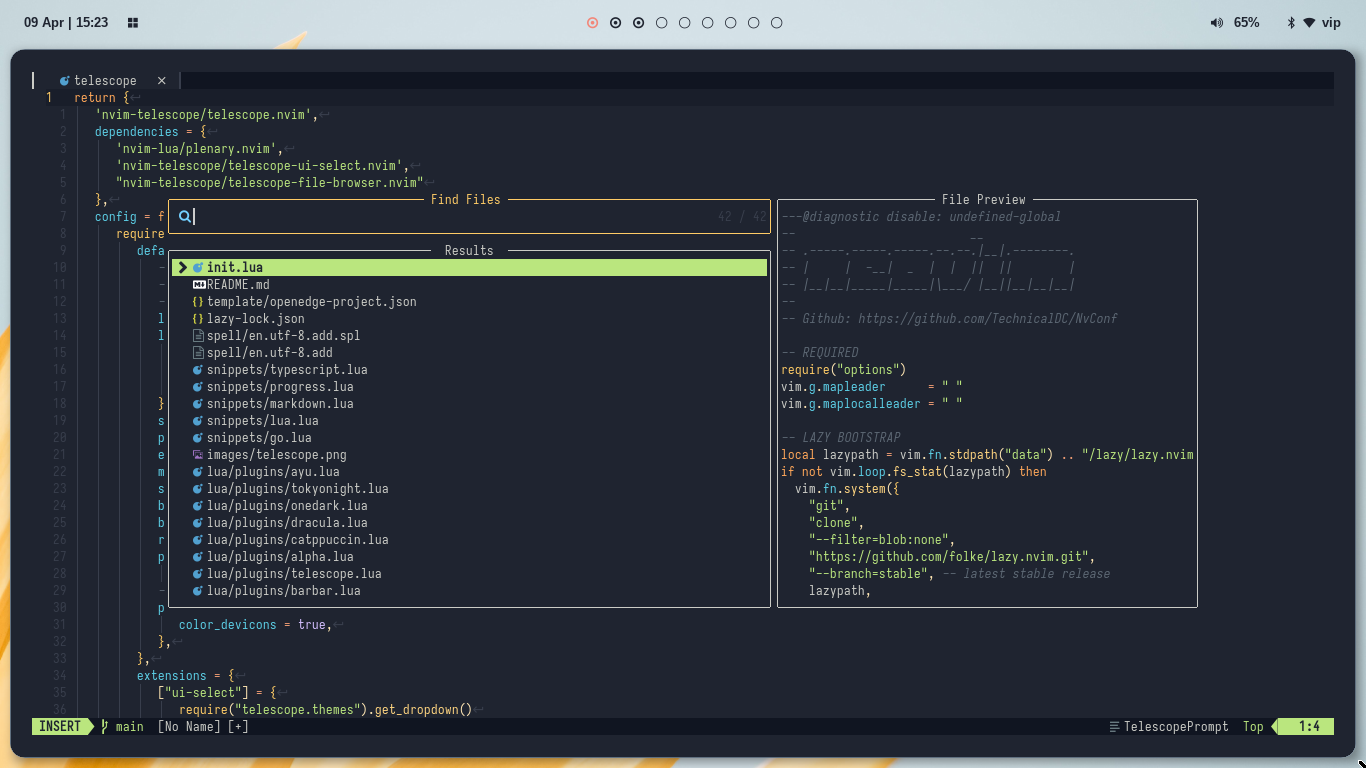 09 Apr | 15:23
65%
vip
telescope ×
1 return {
1 'nvim-telescope/telescope.nvim',
2 dependencies = {
3 'nvim-lua/plenary.nvim',
4 'nvim-telescope/telescope-ui-select.nvim',
5 "nvim-telescope/telescope-file-browser.nvim"
6 },
7 config = f
8 require
9 defa
10 -
11 -
12 -
13 l
14 l
15
16
17
18 }
19 s
20 p
21 e
22 m
23 s
24 b
25 b
26 r
27 p
28
29 -
30 p
31 color_devicons = true,
32 },
33 },
34 extensions = {
35 ["ui-select"] = {
36 require("telescope.themes").get_dropdown()
Find Files
42 / 42
Results
init.lua
README.md
template/openedge-project.json
lazy-lock.json
spell/en.utf-8.add.spl
spell/en.utf-8.add
snippets/typescript.lua
snippets/progress.lua
snippets/markdown.lua
snippets/lua.lua
snippets/go.lua
images/telescope.png
lua/plugins/ayu.lua
lua/plugins/tokyonight.lua
lua/plugins/onedark.lua
lua/plugins/dracula.lua
lua/plugins/catppuccin.lua
lua/plugins/alpha.lua
lua/plugins/telescope.lua
lua/plugins/barbar.lua
File Preview
---@diagnostic disable: undefined-global
--                         __
-- .-----.-----.-----.--.--.|__|.--------.
-- |     |  -__|  _  |  |  ||  ||        |
-- |__|__|_____|_____|\___/ |__||__|__|__|
--
-- Github: https://github.com/TechnicalDC/NvConf
-- REQUIRED
require("options")
vim.g.mapleader      = " "
vim.g.maplocalleader = " "
-- LAZY BOOTSTRAP
local lazypath = vim.fn.stdpath("data") .. "/lazy/lazy.nvim
if not vim.loop.fs_stat(lazypath) then
vim.fn.system({
"git",
"clone",
"--filter=blob:none",
"https://github.com/folke/lazy.nvim.git",
"--branch=stable", -- latest stable release
lazypath,
INSERT main [No Name] [+] TelescopePrompt Top 1:4